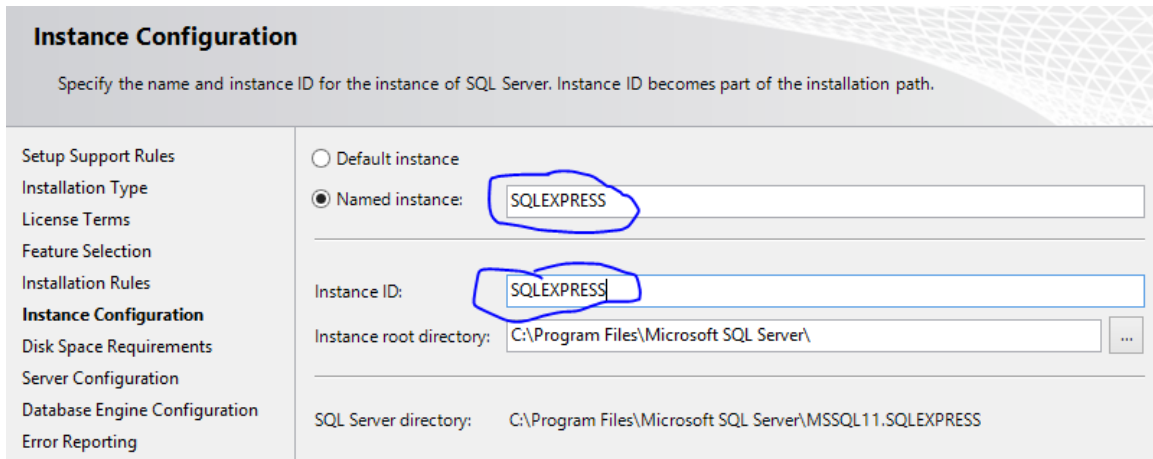 Instance Configuration
Specify the name and instance ID for the instance of SQL Server. Instance ID becomes part of the installation path.
Setup Support Rules
Installation Type
License Terms
Feature Selection
Installation Rules
Instance Configuration
Disk Space Requirements
Server Configuration
Database Engine Configuration
Error Reporting
Default instance
Named instance: SQLEXPRESS
Instance ID: SQLEXPRESS
Instance root directory: C:\Program Files\Microsoft SQL Server\ ...
SQL Server directory: C:\Program Files\Microsoft SQL Server\MSSQL11.SQLEXPRESS